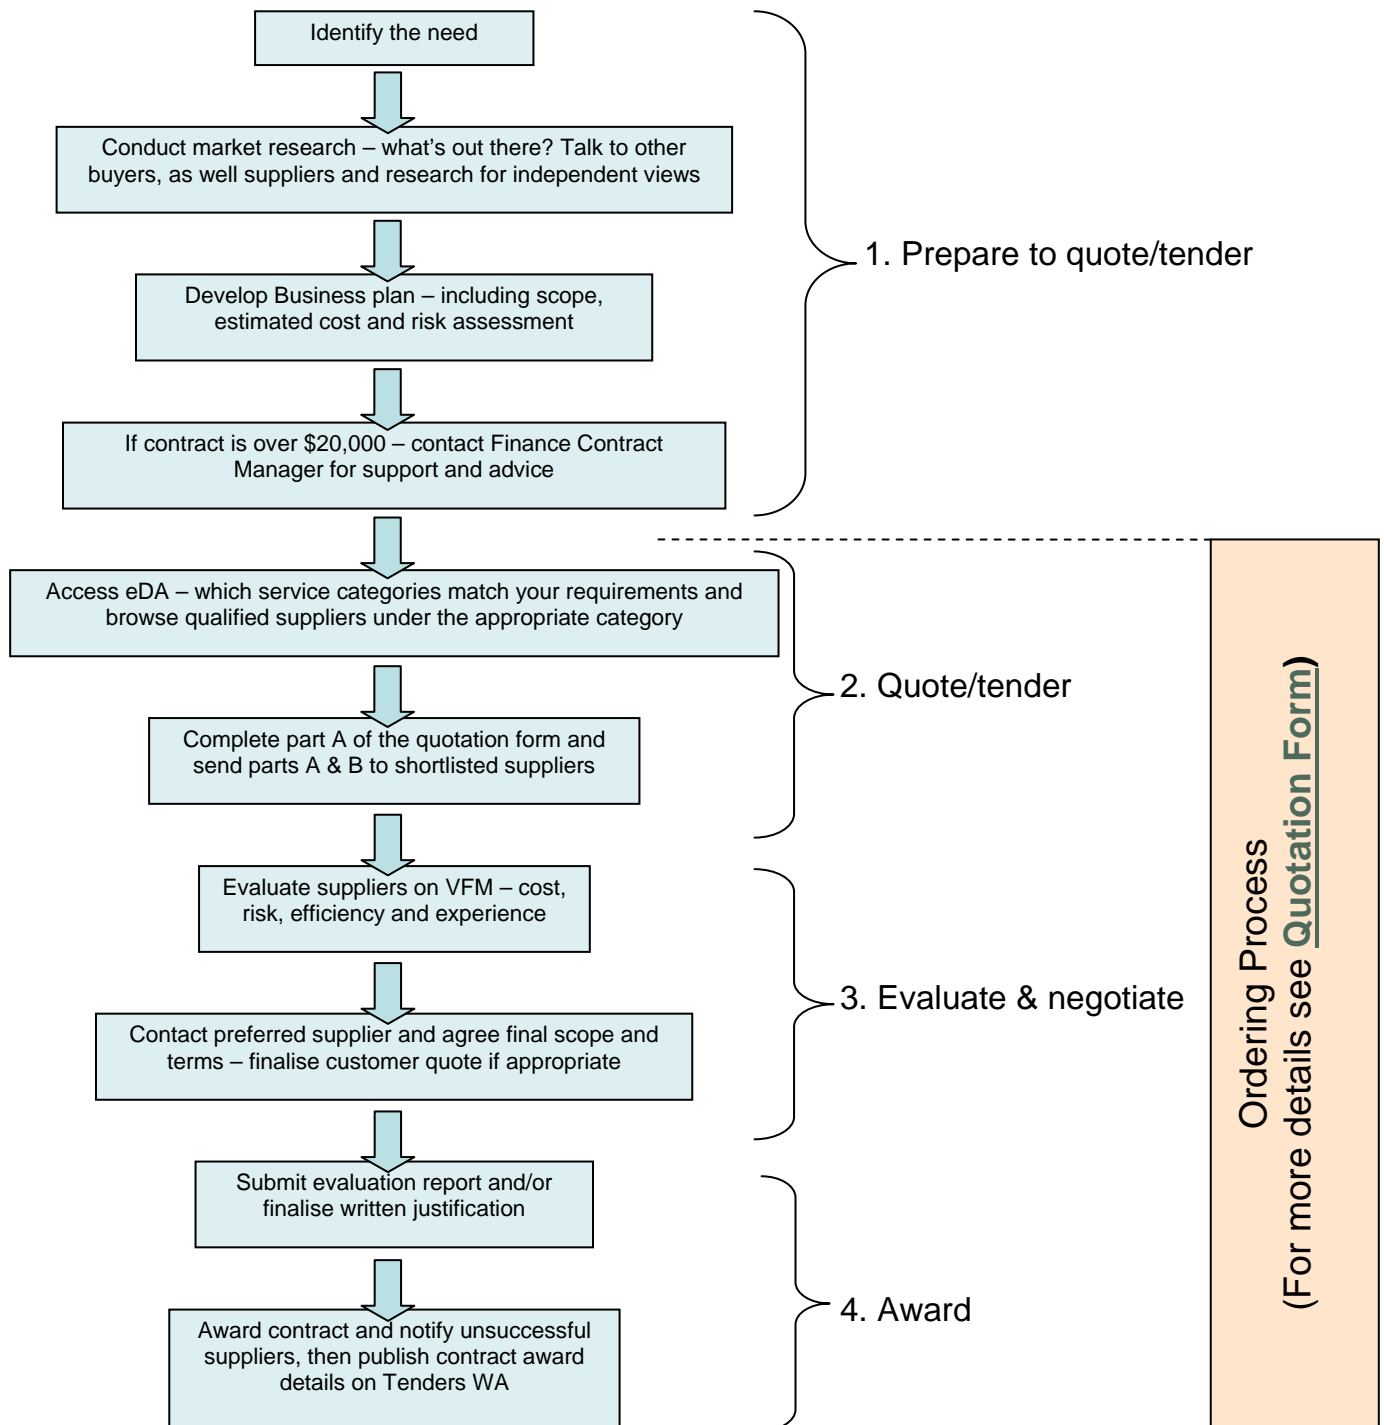 Identify the need
Conduct market research – what's out there? Talk to other
buyers, as well suppliers and research for independent views
Develop Business plan – including scope,
estimated cost and risk assessment
If contract is over $20,000 – contact Finance Contract
Manager for support and advice
1. Prepare to quote/tender
Access eDA – which service categories match your requirements and
browse qualified suppliers under the appropriate category
Complete part A of the quotation form and
send parts A & B to shortlisted suppliers
2. Quote/tender
Evaluate suppliers on VFM – cost,
risk, efficiency and experience
Contact preferred supplier and agree final scope and
terms – finalise customer quote if appropriate
3. Evaluate & negotiate
Submit evaluation report and/or
finalise written justification
Award contract and notify unsuccessful
suppliers, then publish contract award
details on Tenders WA
4. Award
Ordering Process
(For more details see Quotation Form)